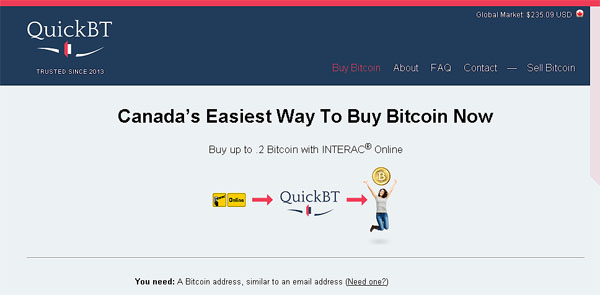 Global Market: $235.09 USD
QuickBT
TRUSTED SINCE 2013
Buy Bitcoin About FAQ Contact — Sell Bitcoin
Canada's Easiest Way To Buy Bitcoin Now
Buy up to .2 Bitcoin with INTERAC® Online
Online
QuickBT
You need: A Bitcoin address, similar to an email address (Need one?)